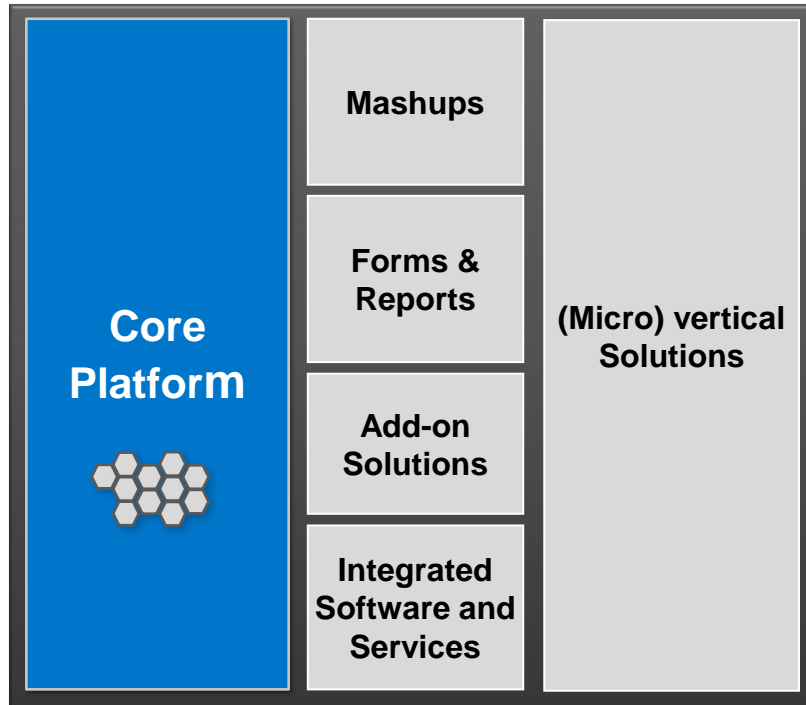 Core
Platform
Mashups
Forms &
Reports
Add-on
Solutions
Integrated
Software and
Services
(Micro) vertical
Solutions